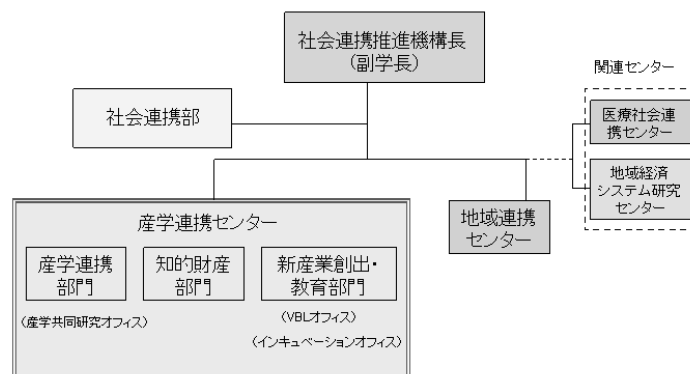 社会連携推進機構長
(副学長)
関連センター
社会連携部
医療社会連
携センター
地域経済
システム研究
センター
産学連携センター
地域連携
センター
産学連携
部門
知的財産
部門
新産業創出・
教育部門
(産学共同研究オフィス)
(VBLオフィス)
(インキュベーションオフィス)